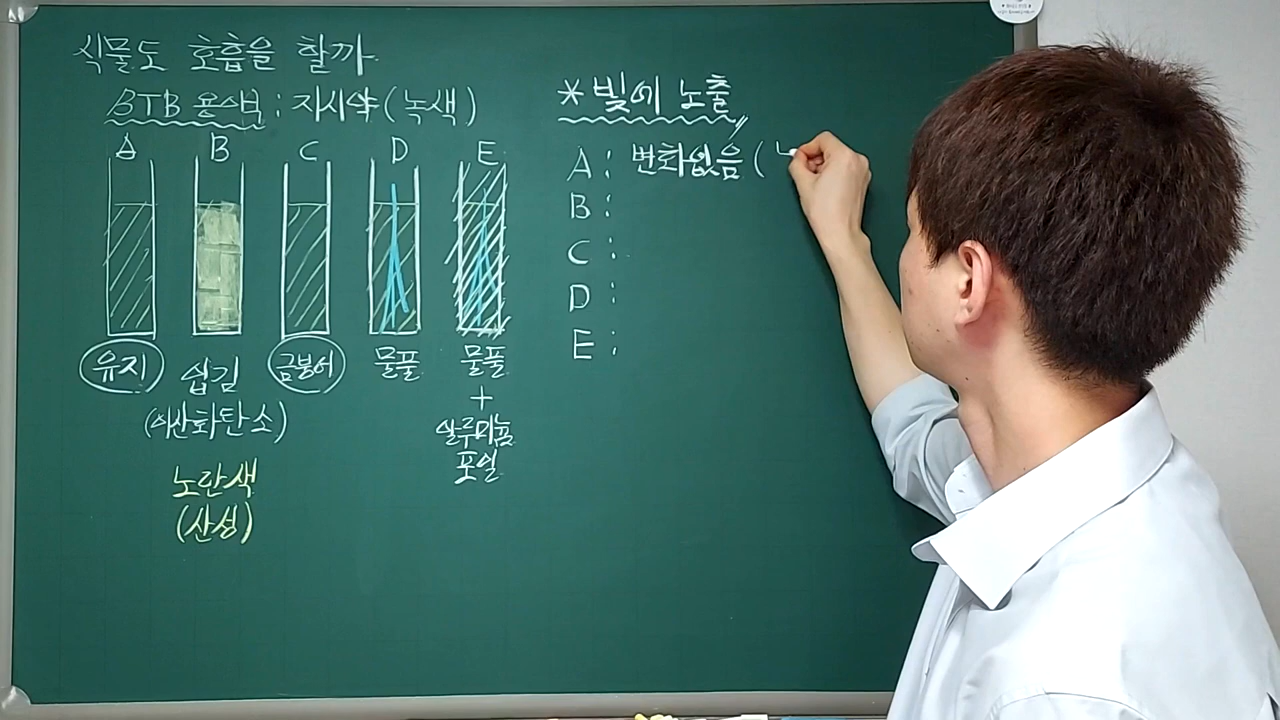 식물도 호흡을 할까
BTB 용액 : 지시약(녹색)
A B C D E
유지 숩김 금붕어 물풀 물풀
(이산화탄소) +
알루미늄
포일
노란색
(산성)
*빛에 노출
A : 변화없음(
B :
C :
D :
E :